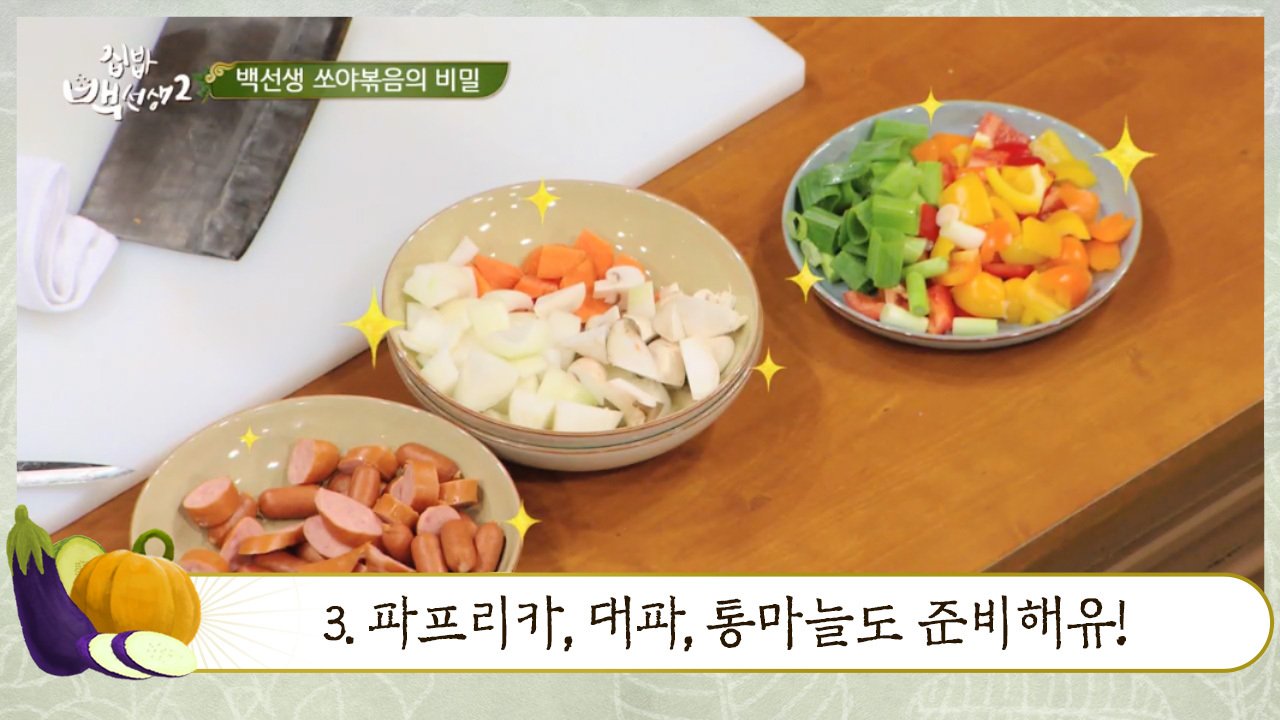 집밥
백선생2
백선생 쏘야볶음의 비밀
3. 파프리카, 대파, 통마늘도 준비해유!